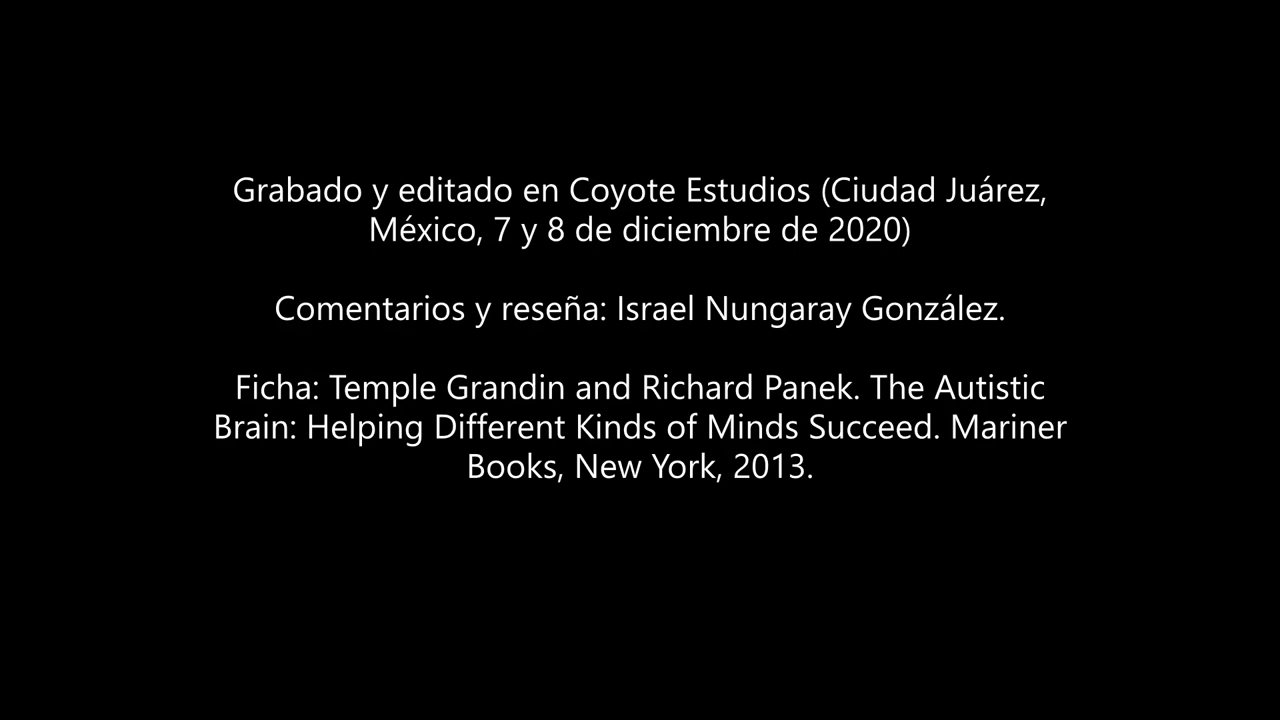 Grabado y editado en Coyote Estudios (Ciudad Juárez,
México, 7 y 8 de diciembre de 2020)
Comentarios y reseña: Israel Nungaray González.
Ficha: Temple Grandin and Richard Panek. The Autistic
Brain: Helping Different Kinds of Minds Succeed. Mariner
Books, New York, 2013.